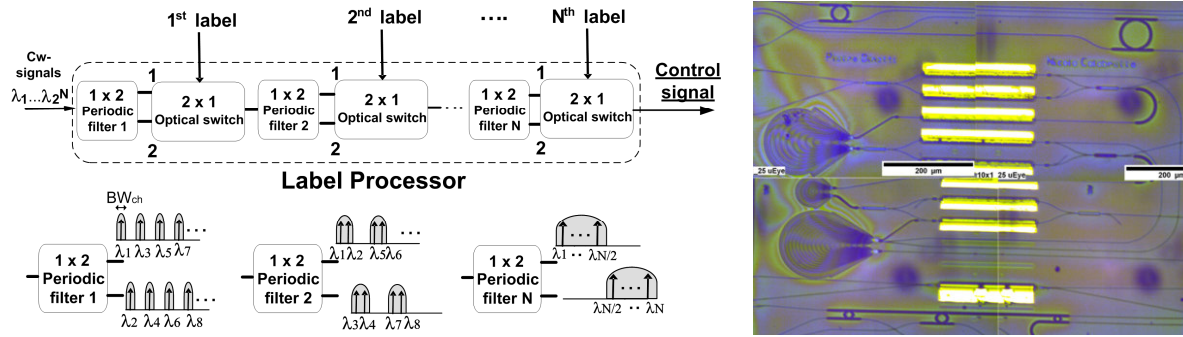 1st label
2nd label
....
Nth label
Cw-
signals
λ1...λ2N
1 x 2
Periodic
filter 1
1
2
2 x 1
Optical switch
1 x 2
Periodic
filter 2
1
2
2 x 1
Optical switch
...
1 x 2
Periodic
filter N
1
2
2 x 1
Optical switch
Control
signal
Label Processor
BWch
1 x 2
Periodic
filter 1
λ1 λ3 λ5 λ7 ...
λ2 λ4 λ6 λ8 ...
1 x 2
Periodic
filter 2
λ1λ2 λ5λ6 ...
λ3λ4 λ7λ8
1 x 2
Periodic
filter N
λ1 .. λN/2
λN/2 .. λN
25 uEye
200 µm
25 uEye
200